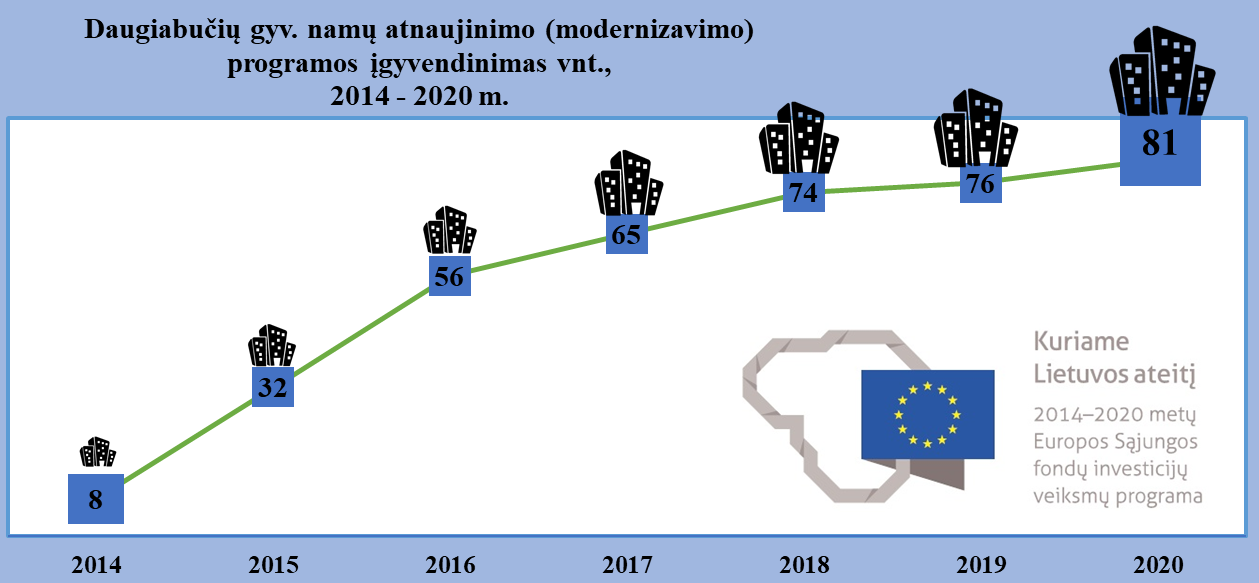 Daugiabučių gyv. namų atnaujinimo (modernizavimo)
programos įgyvendinimas vnt.,
2014 - 2020 m.
81
76
74
65
56
32
8
Kuriame
Lietuvos ateitį
2014–2020 metų
Europos Sąjungos
fondų investicijų
veiksmų programa
2014 2015 2016 2017 2018 2019 2020